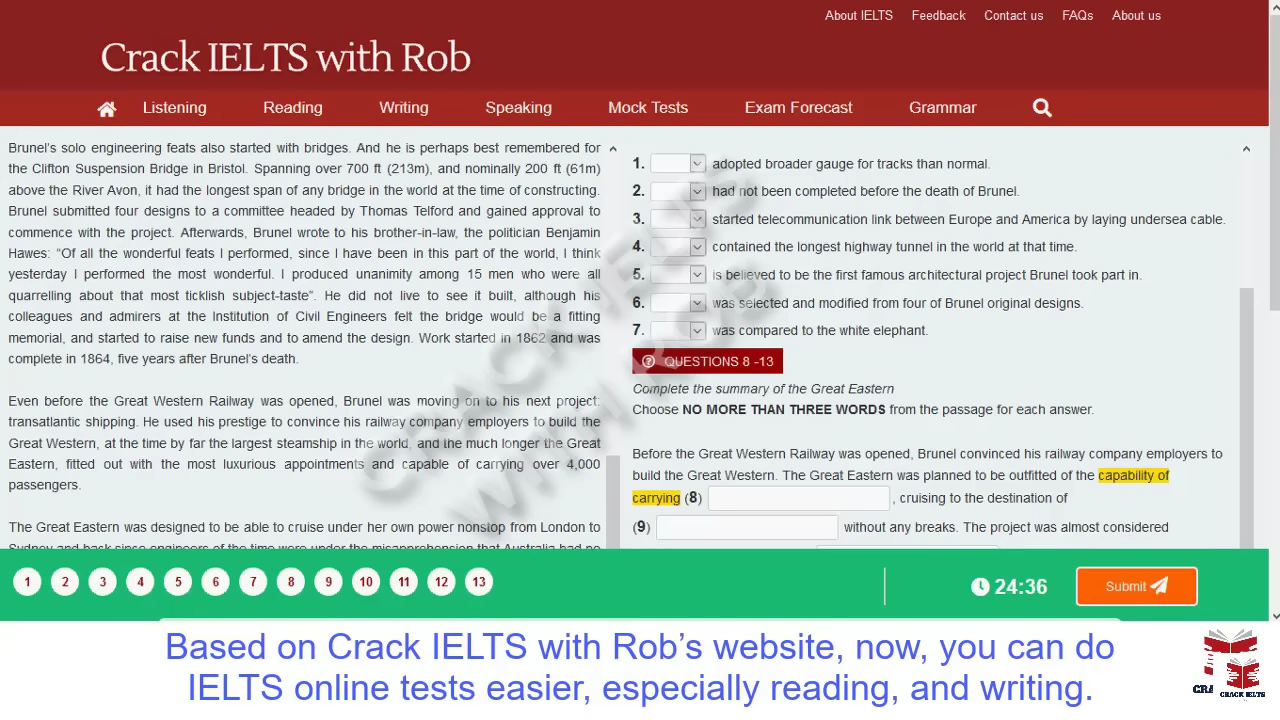 About IELTS Feedback Contact us FAQs About us
Crack IELTS with Rob
Listening Reading Writing Speaking Mock Tests Exam Forecast Grammar
Brunel's solo engineering feats also started with bridges. And he is perhaps best remembered for
the Clifton Suspension Bridge in Bristol. Spanning over 700 ft (213m), and nominally 200 ft (61m)
above the River Avon, it had the longest span of any bridge in the world at the time of constructing.
Brunel submitted four designs to a committee headed by Thomas Telford and gained approval to
commence with the project. Afterwards, Brunel wrote to his brother-in-law, the politician Benjamin
Hawes: “Of all the wonderful feats I performed, since I have been in this part of the world, I think
yesterday I performed the most wonderful. I produced unanimity among 15 men who were all
quarrelling about that most ticklish subject-taste”. He did not live to see it built, although his
colleagues and admirers at the Institution of Civil Engineers felt the bridge would be a fitting
memorial, and started to raise new funds and to amend the design. Work started in 1862 and was
complete in 1864, five years after Brunel's death.
Even before the Great Western Railway was opened, Brunel was moving on to his next project:
transatlantic shipping. He used his prestige to convince his railway company employers to build the
Great Western, at the time by far the largest steamship in the world, and the much longer the Great
Eastern, fitted out with the most luxurious appointments and capable of carrying over 4,000
passengers.
The Great Eastern was designed to be able to cruise under her own power nonstop from London to
Sydney and back since engineers of the time were under the misapprehension that Australia had no
1. adopted broader gauge for tracks than normal.
2. had not been completed before the death of Brunel.
3. started telecommunication link between Europe and America by laying undersea cable.
4. contained the longest highway tunnel in the world at that time.
5. is believed to be the first famous architectural project Brunel took part in.
6. was selected and modified from four of Brunel original designs.
7. was compared to the white elephant.
QUESTIONS 8 -13
Complete the summary of the Great Eastern
Choose NO MORE THAN THREE WORDS from the passage for each answer.
Before the Great Western Railway was opened, Brunel convinced his railway company employers to
build the Great Western. The Great Eastern was planned to be outfitted of the capability of
carrying (8) , cruising to the destination of
(9) without any breaks. The project was almost considered
CRACK IELTS
WITH ROB
1 2 3 4 5 6 7 8 9 10 11 12 13
24:36
Submit
Based on Crack IELTS with Rob’s website, now, you can do
IELTS online tests easier, especially reading, and writing.
CRACK IELTS